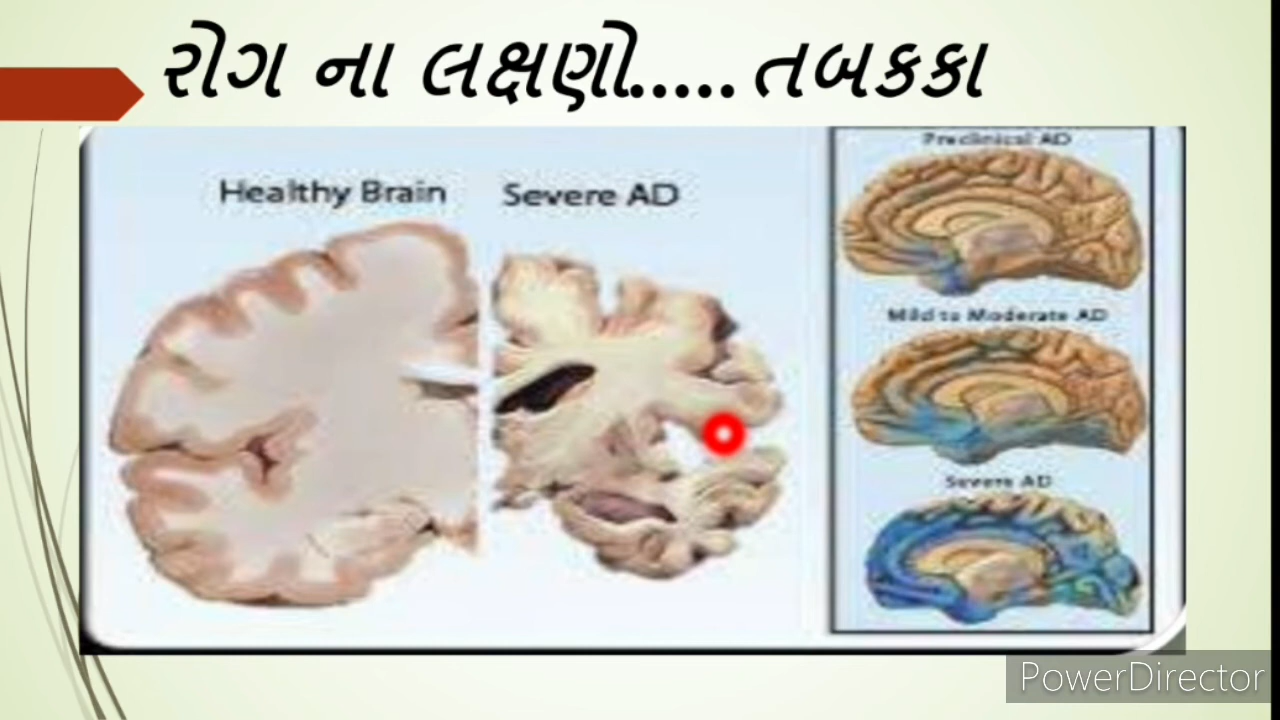 રોગ ના લક્ષણો.....તબકકા
Preclinical AD
Healthy Brain
Severe AD
Mild to Moderate AD
Severe AD
PowerDirector